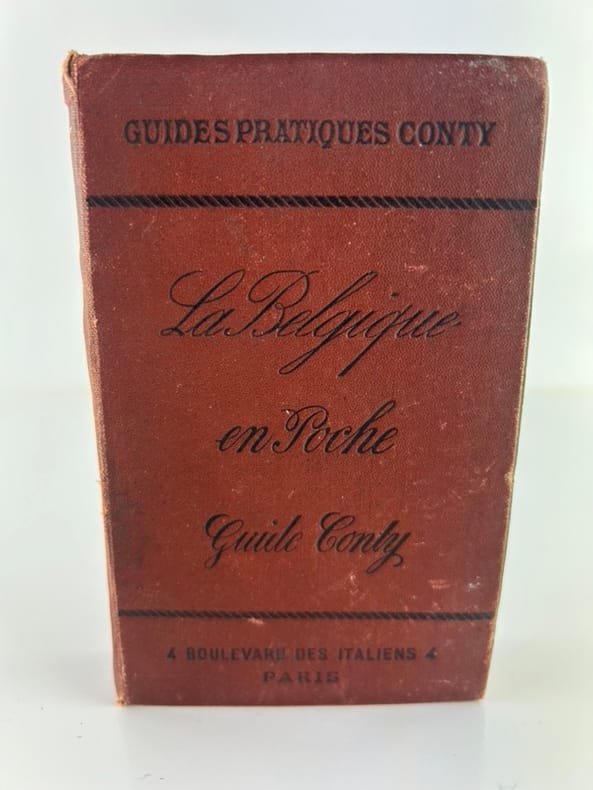 GUIDES PRATIQUES CONTY
La Belgique
en Poche
Guide Conty
4 BOULEVARD DES ITALIENS 4
PARIS